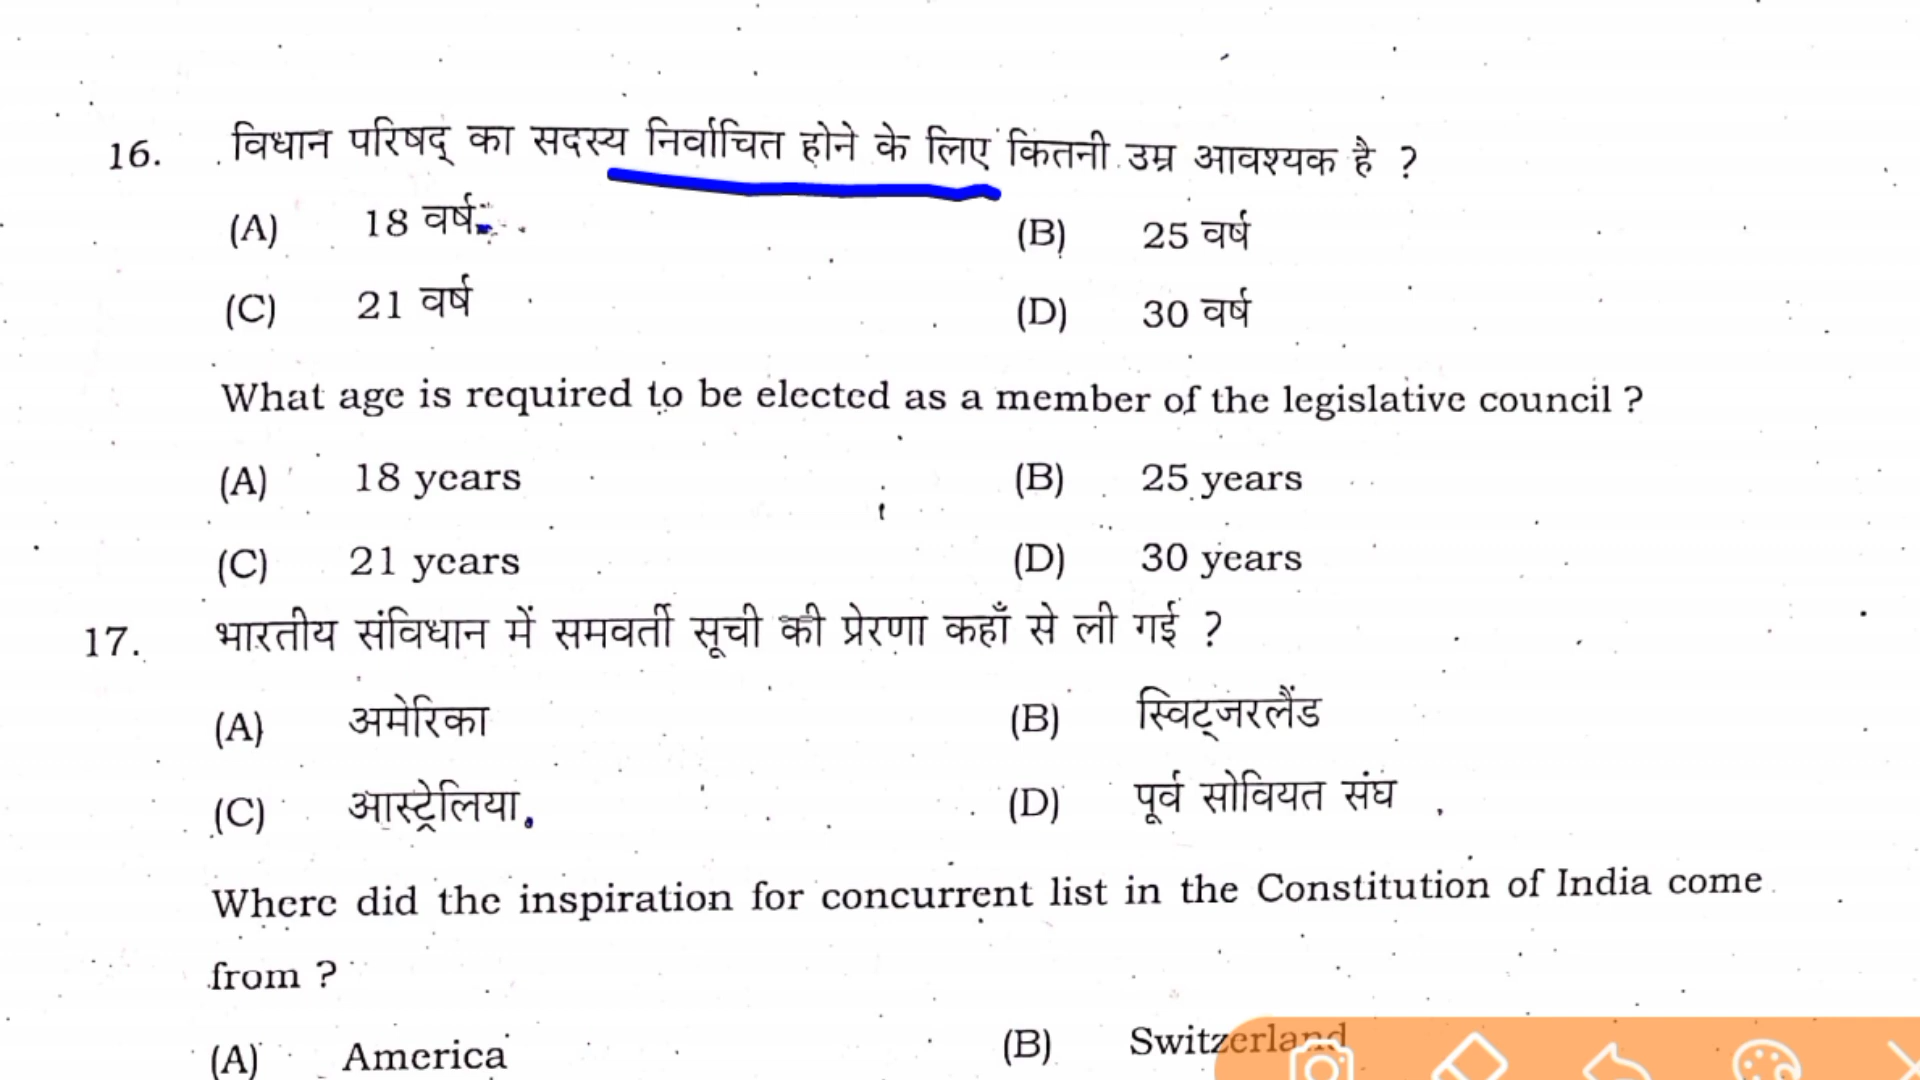 16. विधान परिषद् का सदस्य निर्वाचित होने के लिए कितनी उम्र आवश्यक है ?
(A) 18 वर्ष (B) 25 वर्ष
(C) 21 वर्ष (D) 30 वर्ष
What age is required to be elected as a member of the legislative council ?
(A) 18 years (B) 25 years
(C) 21 years (D) 30 years
17. भारतीय संविधान में समवर्ती सूची की प्रेरणा कहाँ से ली गई ?
(A) अमेरिका (B) स्विट्जरलैंड
(C) आस्ट्रेलिया (D) पूर्व सोवियत संघ
Where did the inspiration for concurrent list in the Constitution of India come
from ?
(A) America (B) Switzerland